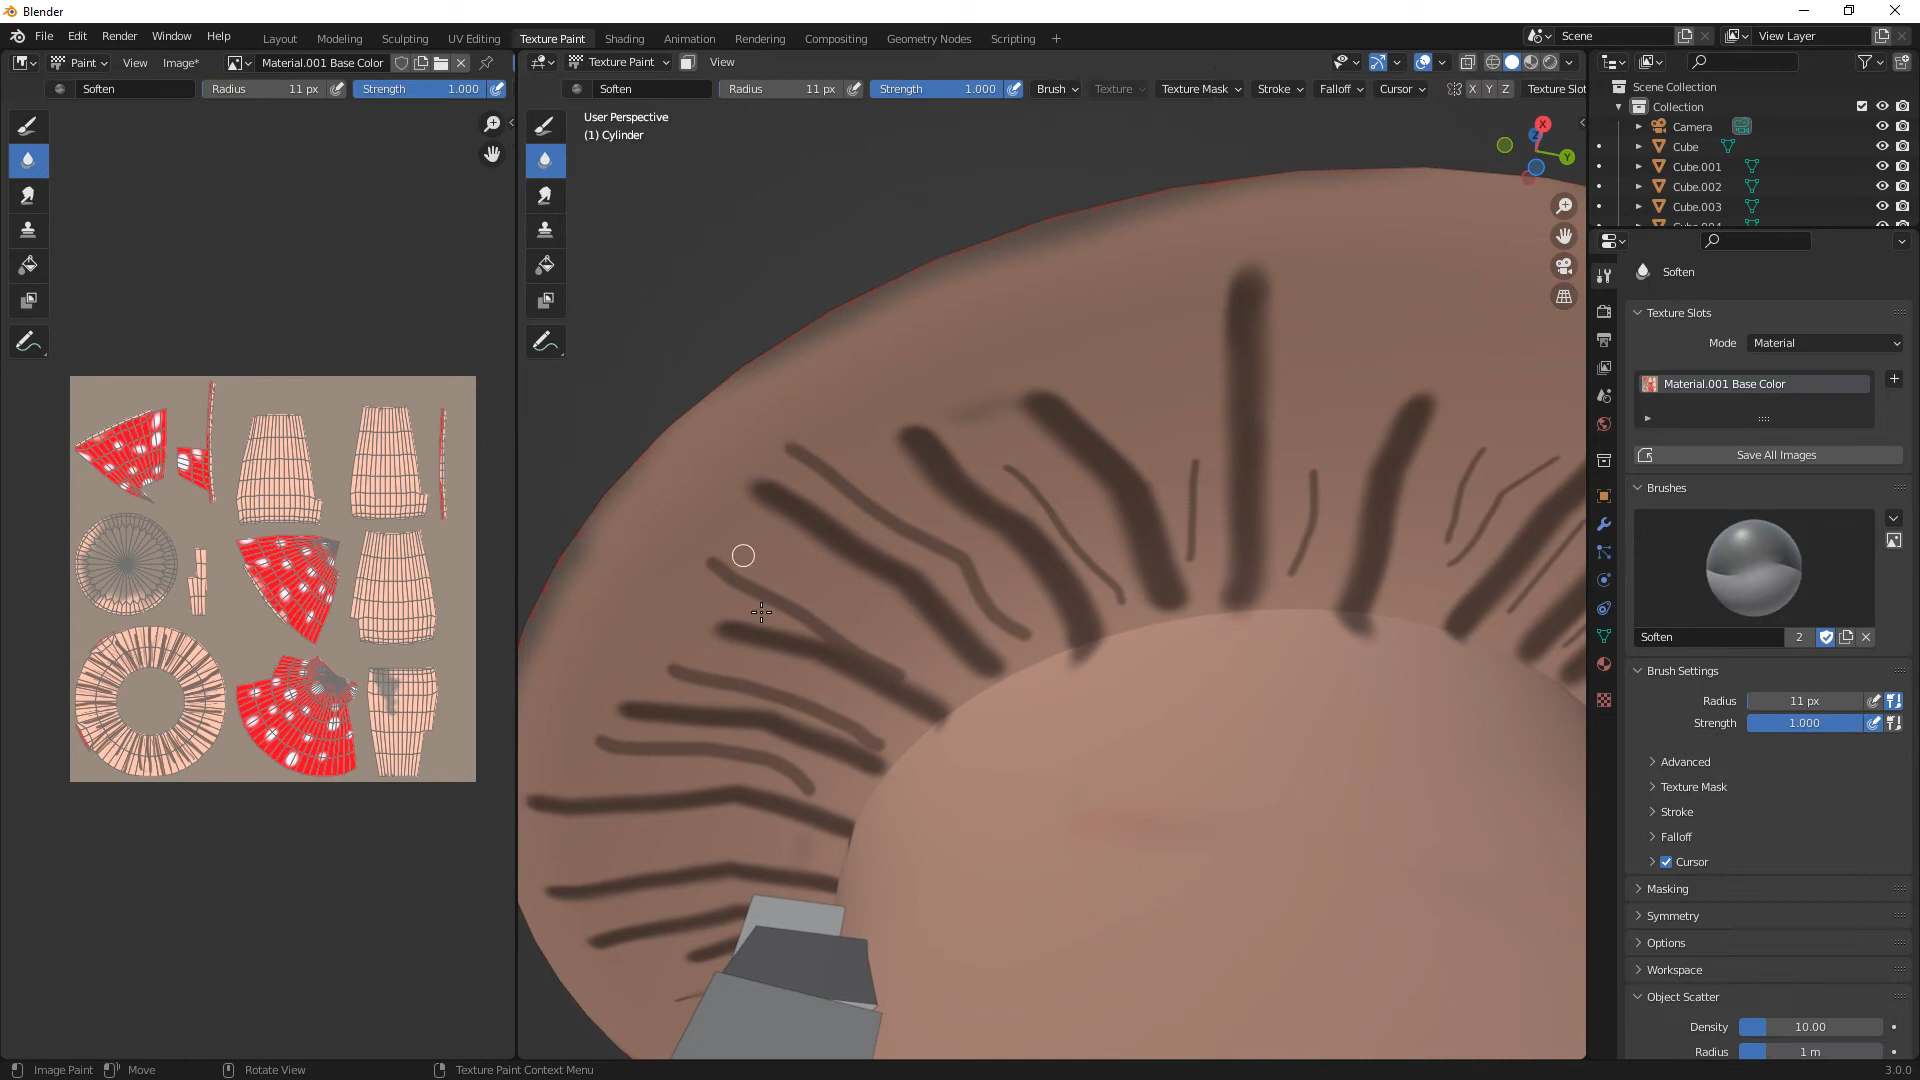 Blender
File Edit Render Window Help
Layout Modeling Sculpting UV Editing Texture Paint Shading Animation Rendering Compositing Geometry Nodes Scripting +
Scene View Layer
Paint View Image* Material.001 Base Color
Texture Paint View
Soften Radius 11 px Strength 1.000
Soften Radius 11 px Strength 1.000 Brush Texture Texture Mask Stroke Falloff Cursor X Y Z Texture Slot
User Perspective
(1) Cylinder
X
Y
Z
Scene Collection
Collection
Camera
Cube
Cube.001
Cube.002
Cube.003
Soften
Texture Slots
Mode Material
Material.001 Base Color
Save All Images
Brushes
Soften 2
Brush Settings
Radius 11 px
Strength 1.000
Advanced
Texture Mask
Stroke
Falloff
Cursor
Masking
Symmetry
Options
Workspace
Object Scatter
Density 10.00
Radius 1 m
Image Paint Move Rotate View Texture Paint Context Menu 3.0.0